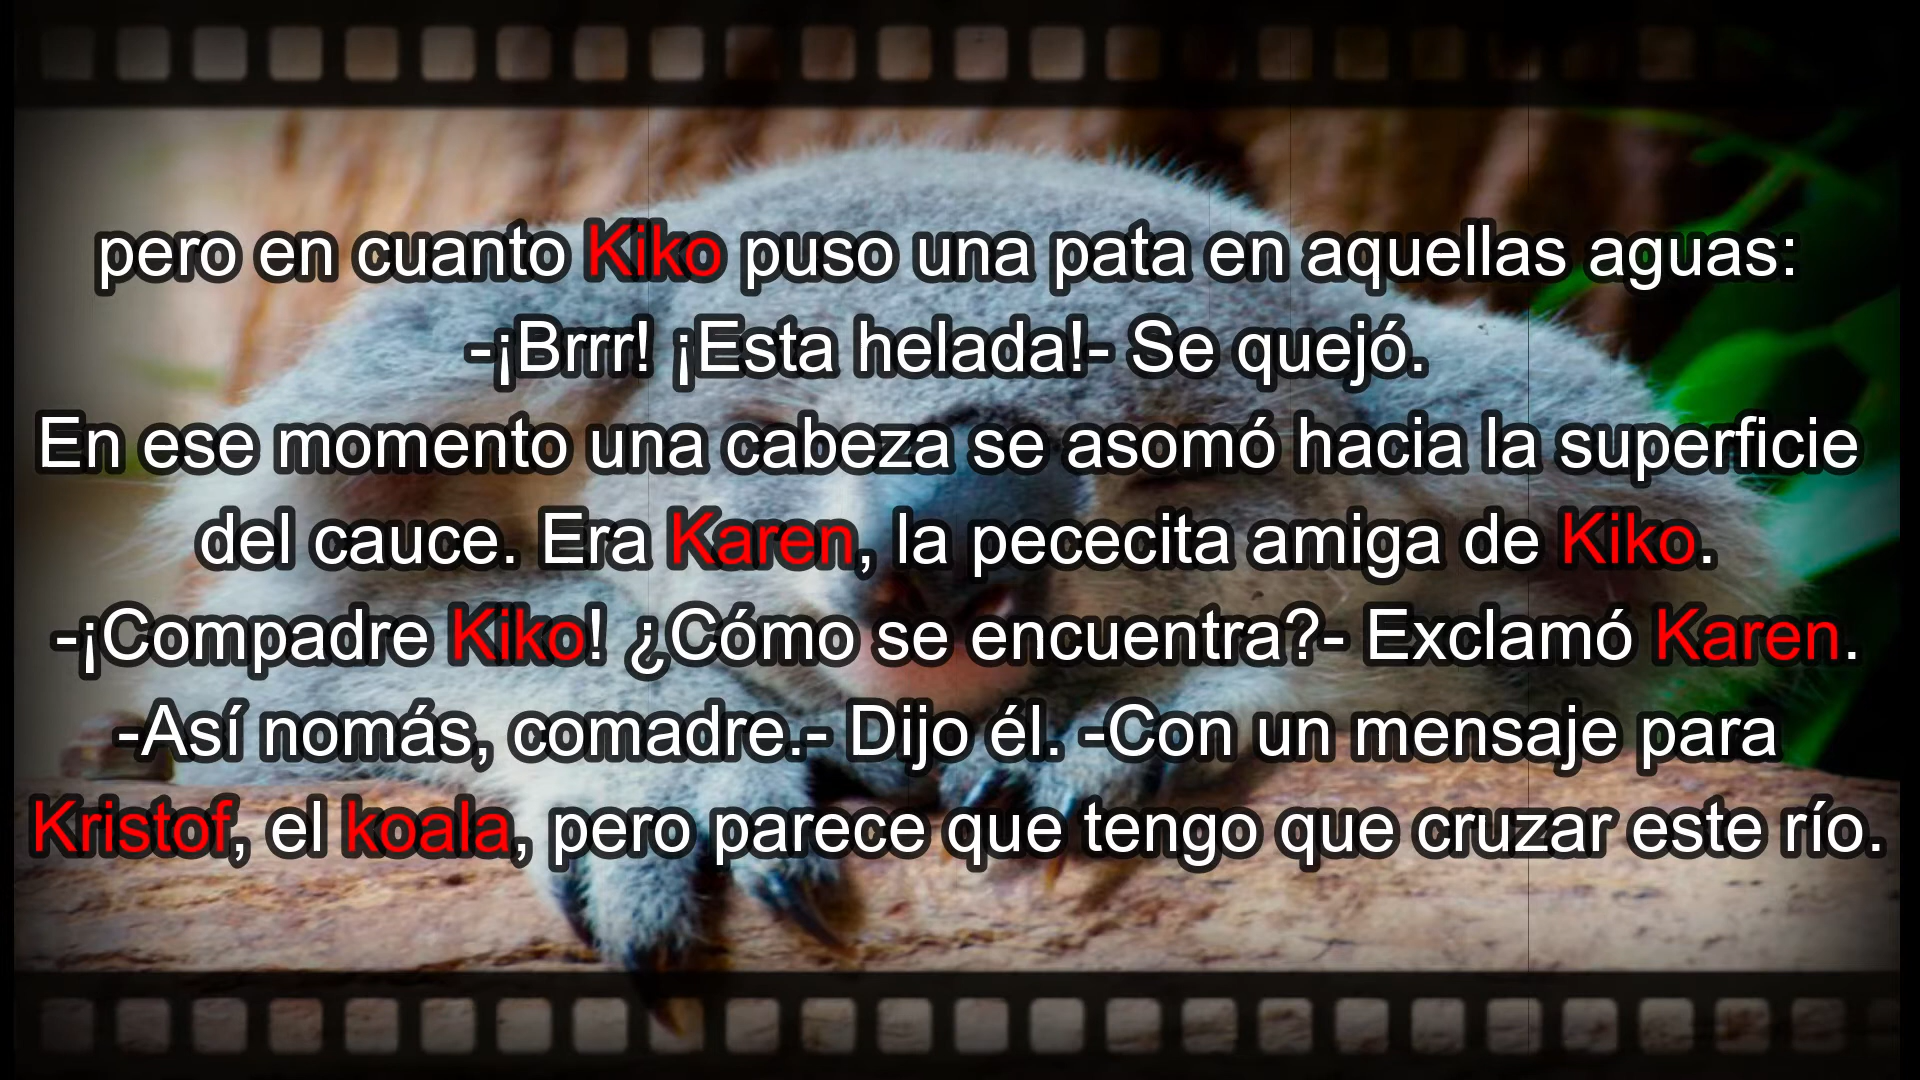 pero en cuanto Kiko puso una pata en aquellas aguas:
-¡Brrr! ¡Esta helada!- Se quejó.
En ese momento una cabeza se asomó hacia la superficie
del cauce. Era Karen, la pececita amiga de Kiko.
-¡Compadre Kiko! ¿Cómo se encuentra?- Exclamó Karen.
-Así nomás, comadre.- Dijo él. -Con un mensaje para
Kristof, el koala, pero parece que tengo que cruzar este río.